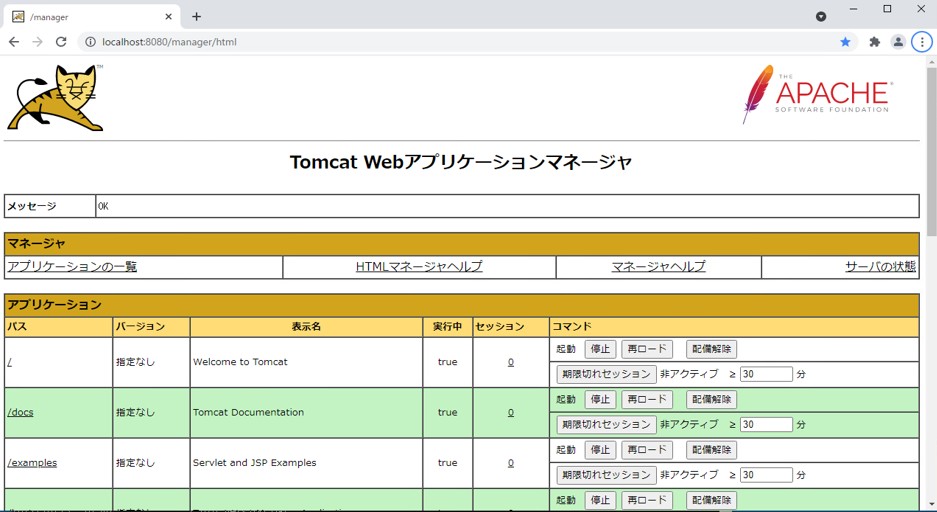 /manager
localhost:8080/manager/html
TM
THE
APACHE®
SOFTWARE FOUNDATION
Tomcat Webアプリケーションマネージャ
メッセージ OK
マネージャ
アプリケーションの一覧 HTMLマネージャヘルプ マネージャヘルプ サーバの状態
アプリケーション
パス バージョン 表示名 実行中 セッション コマンド
/ 指定なし Welcome to Tomcat true 0 起動 停止 再ロード 配備解除
期限切れセッション 非アクティブ ≥ 30 分
/docs 指定なし Tomcat Documentation true 0 起動 停止 再ロード 配備解除
期限切れセッション 非アクティブ ≥ 30 分
/examples 指定なし Servlet and JSP Examples true 0 起動 停止 再ロード 配備解除
期限切れセッション 非アクティブ ≥ 30 分
起動 停止 再ロード 配備解除